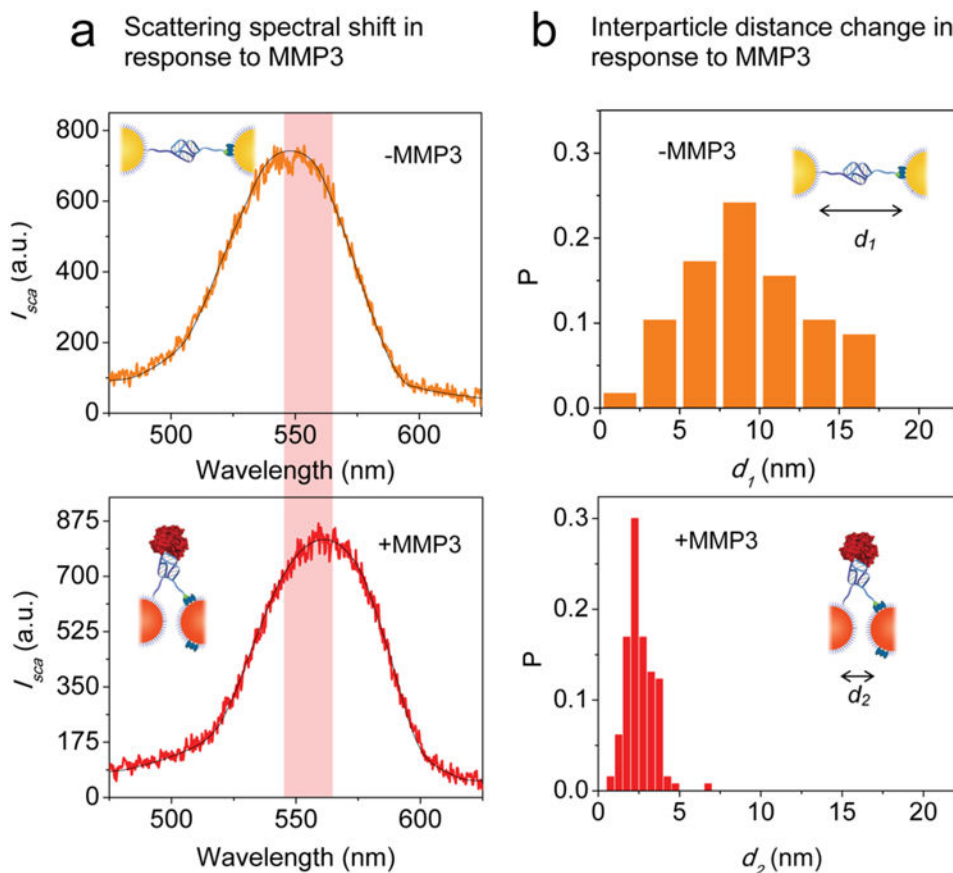 a Scattering spectral shift in
response to MMP3
800
600
400
200
0
I_sca (a.u.)
-MMP3
500 550 600
Wavelength (nm)
875
700
525
350
175
0
I_sca (a.u.)
+MMP3
500 550 600
Wavelength (nm)
b Interparticle distance change in
response to MMP3
0.3
0.2
0.1
0.0
P
-MMP3
d_1
0 5 10 15 20
d_1 (nm)
0.3
0.2
0.1
0.0
P
+MMP3
d_2
0 5 10 15 20
d_2 (nm)